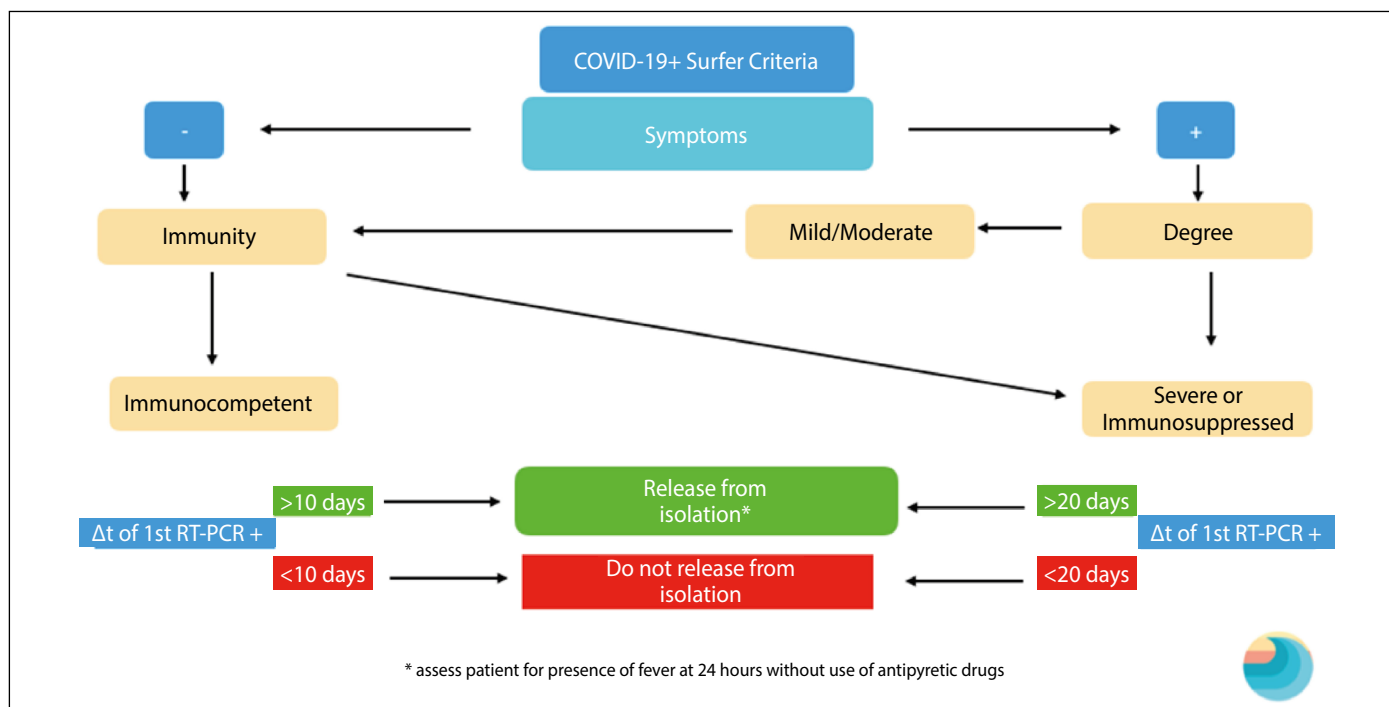 COVID-19+ Surfer Criteria
-
Symptoms
+
Immunity
Mild/Moderate
Degree
Immunocompetent
Severe or
Immunosuppressed
>10 days
Release from
isolation*
>20 days
Δt of 1st RT-PCR +
Δt of 1st RT-PCR +
<10 days
Do not release from
isolation
<20 days
* assess patient for presence of fever at 24 hours without use of antipyretic drugs